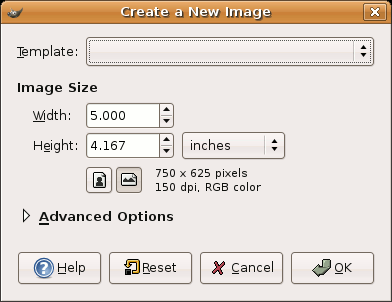 Create a New Image
Template:
Image Size
Width: 5.000
Height: 4.167 inches
750 x 625 pixels
150 dpi, RGB color
Advanced Options
Help Reset Cancel OK